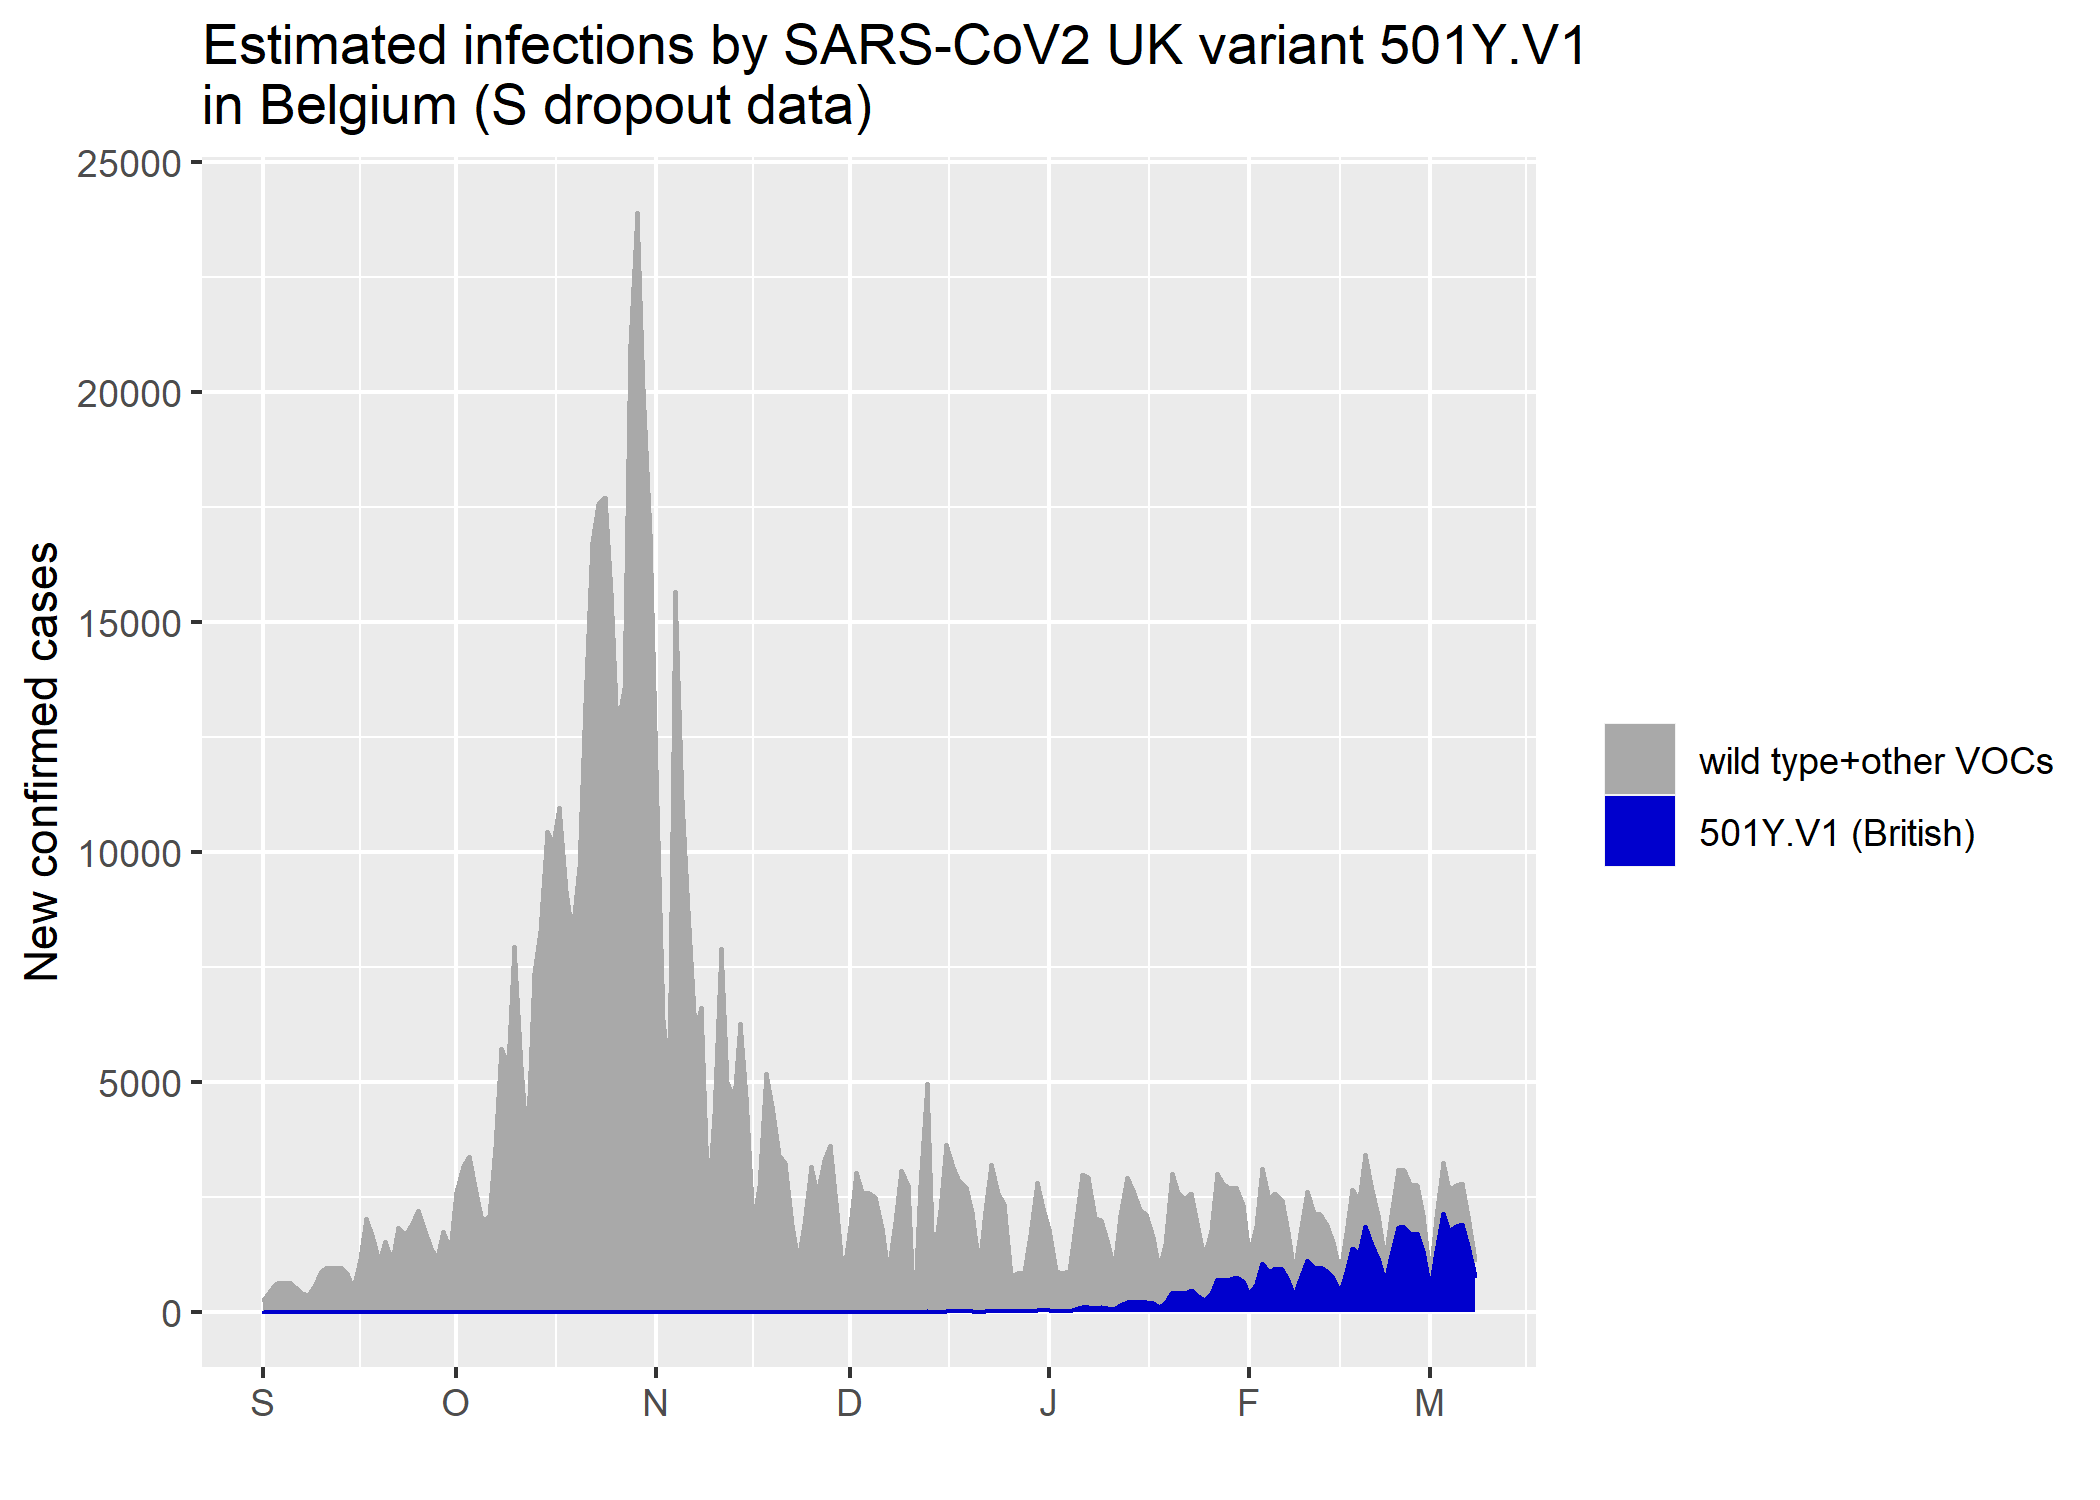 Estimated infections by SARS-CoV2 UK variant 501Y.V1
in Belgium (S dropout data)
New confirmed cases
25000
20000
15000
10000
5000
0
S O N D J F M
wild type+other VOCs
501Y.V1 (British)